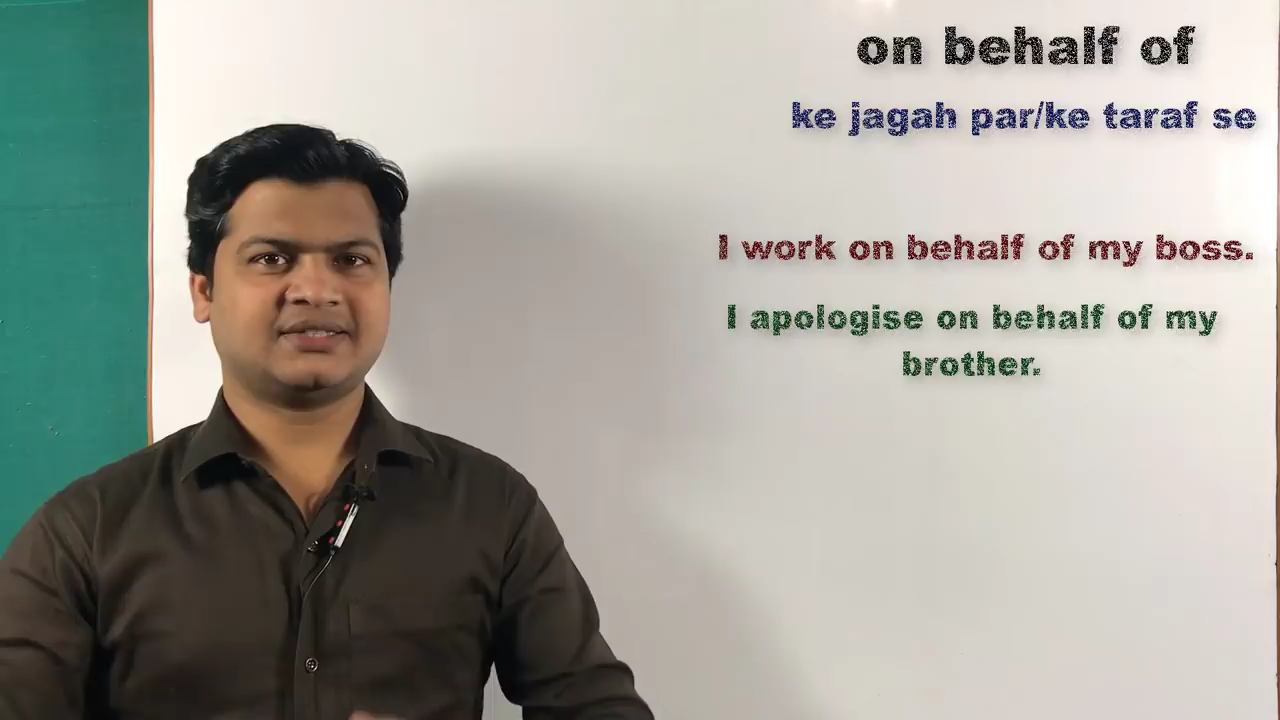 on behalf of
ke jagah par/ke taraf se
I work on behalf of my boss.
I apologise on behalf of my
brother.